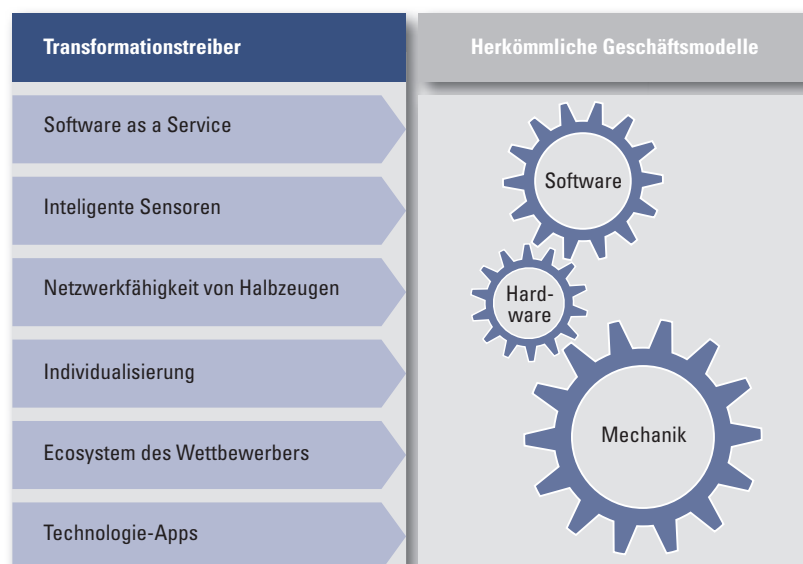 Transformationstreiber
Herkömmliche Geschäftsmodelle
Software as a Service
Inteligente Sensoren
Netzwerkfähigkeit von Halbzeugen
Individualisierung
Ecosystem des Wettbewerbers
Technologie-Apps
Software
Hard-
ware
Mechanik